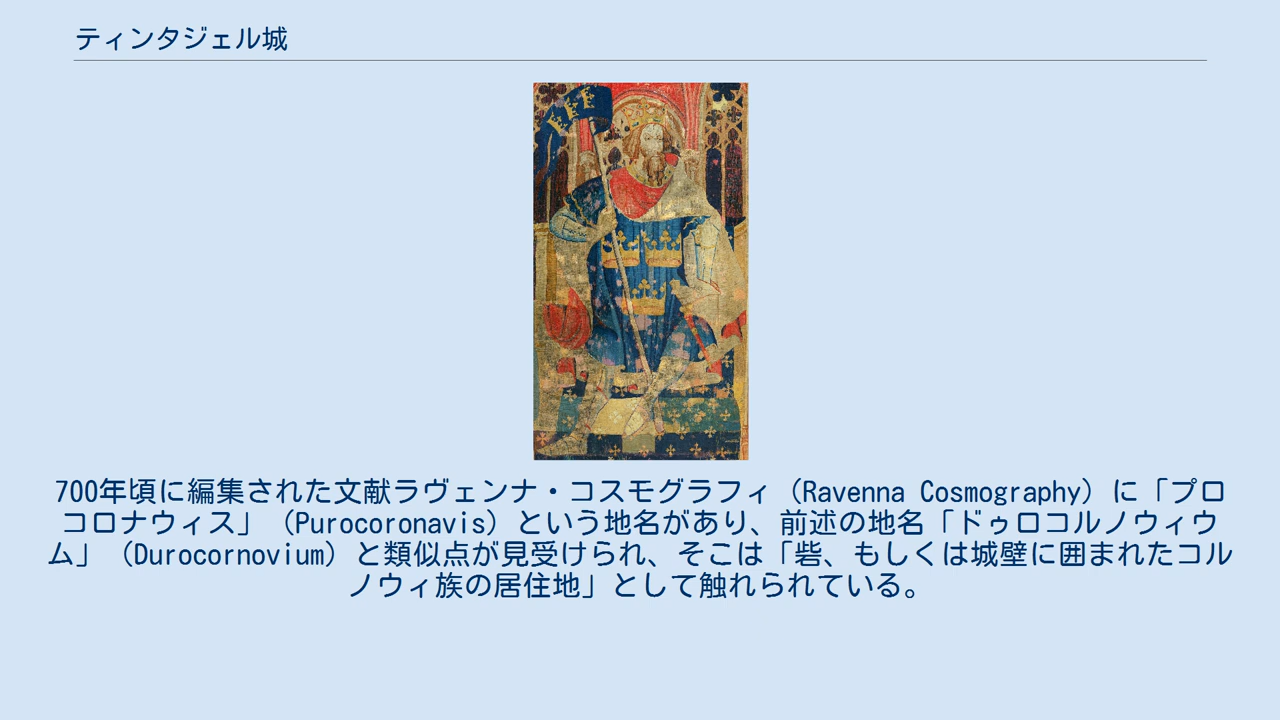 ティンタジェル城
700年頃に編集された文献ラヴェンナ・コスモグラフィ（Ravenna Cosmography）に「プロ
コロナウィス」（Purocoronavis）という地名があり、前述の地名「ドゥロコルノウィウ
ム」（Durocornovium）と類似点が見受けられ、そこは「砦、もしくは城壁に囲まれたコル
ノウィ族の居住地」として触れられている。